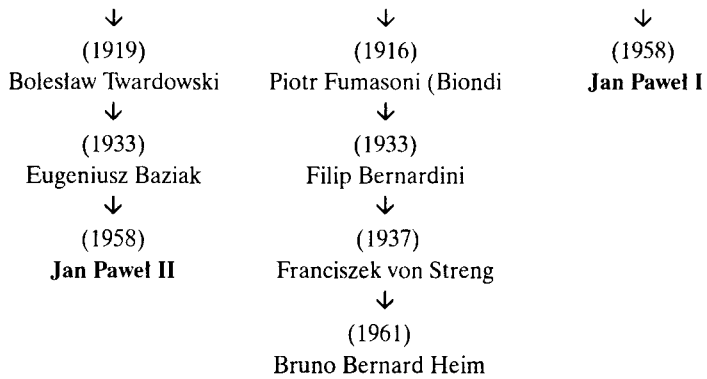 ↓ ↓ ↓
(1919) (1916) (1958)
Bolesław Twardowski Piotr Fumasoni (Biondi Jan Paweł I
↓ ↓
(1933) (1933)
Eugeniusz Baziak Filip Bernardini
↓ ↓
(1958) (1937)
Jan Paweł II Franciszek von Streng
↓
(1961)
Bruno Bernard Heim